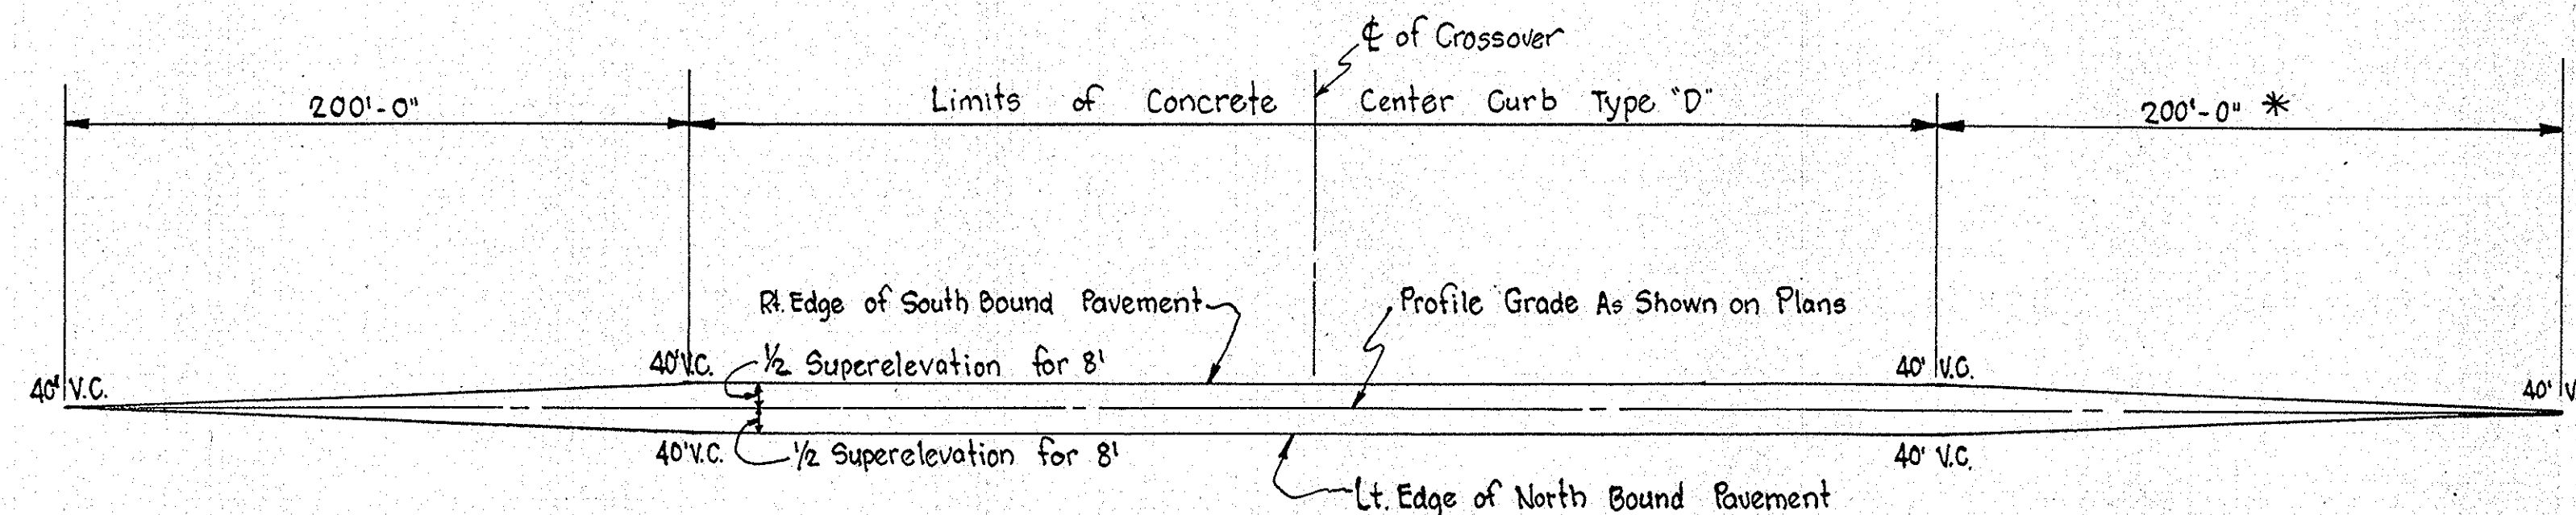 ℄ of Crossover
200'-0" Limits of Concrete Center Curb Type "D" 200'-0" *
Rt. Edge of South Bound Pavement
Profile Grade As Shown on Plans
40' V.C. 1/2 Superelevation for 8' 40' V.C.
40' V.C. 40' V
40' V.C. 1/2 Superelevation for 8' 40' V.C.
Lt. Edge of North Bound Pavement